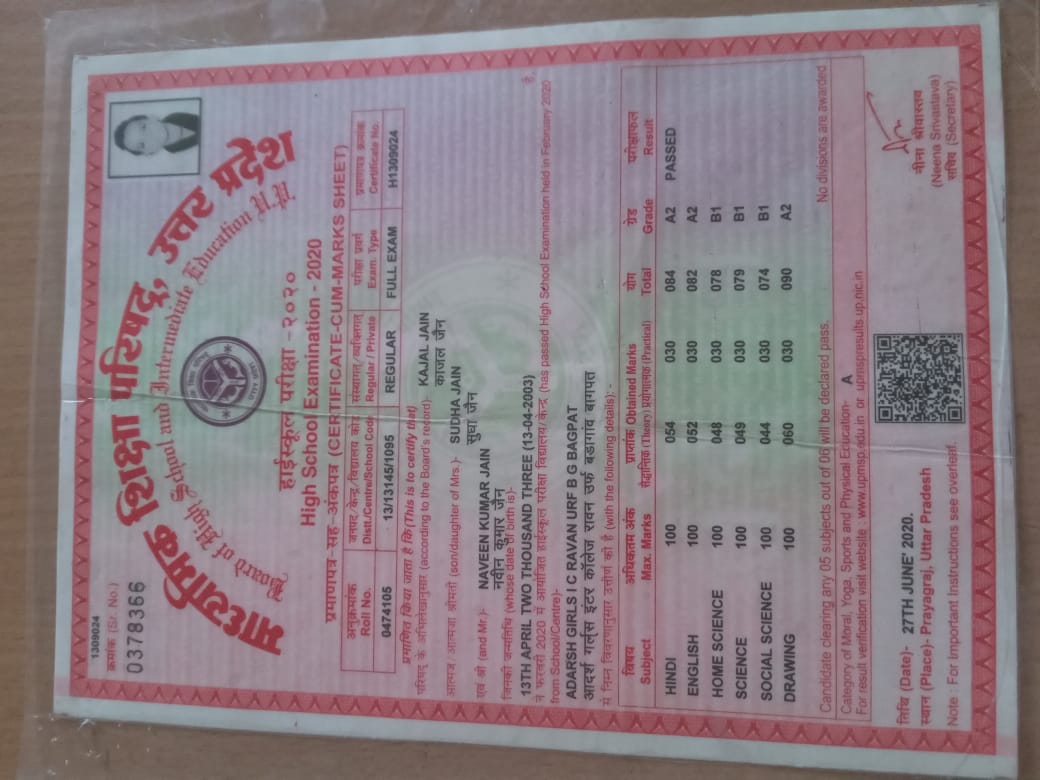 1309024
क्रमांक (Sr. No.)
0378366
माध्यमिक शिक्षा परिषद्, उत्तर प्रदेश
Board of High School and Intermediate Education U.P.
हाईस्कूल परीक्षा - २०२०
High School Examination - 2020
प्रमाणपत्र-सह-अंकपत्र (CERTIFICATE-CUM-MARKS SHEET)
अनुक्रमांक जनपद/केन्द्र/विद्यालय कोड संस्थागत/व्यक्तिगत परीक्षा प्रवर्ग प्रमाणपत्र क्रमांक
Roll No. Distt./Centre/School Code Regular / Private Exam. Type Certificate No.
0474105 13/13145/1095 REGULAR FULL EXAM H1309024
प्रमाणित किया जाता है कि(This is to certify that)
परिषद् के अभिलेखानुसार (according to the Board's record)- KAJAL JAIN
काजल जैन
आत्मज / आत्मजा श्रीमती (son/daughter of Mrs.)- SUDHA JAIN
सुधा जैन
एवं श्री (and Mr.)- NAVEEN KUMAR JAIN
नवीन कुमार जैन
जिनकी जन्मतिथि (whose date of birth is)-
13TH APRIL TWO THOUSAND THREE (13-04-2003) है,
ने फरवरी 2020 में आयोजित हाईस्कूल परीक्षा विद्यालय/केन्द्र (has passed High School Examination held in February 2020
from School/Centre)-
ADARSH GIRLS I C RAVAN URF B G BAGPAT
आदर्श गर्ल्स इंटर कॉलेज रावन उर्फ बडागांव बागपत
से निम्न विवरणानुसार उत्तीर्ण की है (with the following details):-
विषय अधिकतम अंक प्राप्तांक Obtained Marks योग ग्रेड परीक्षाफल
Subject Max. Marks सैद्धान्तिक (Theory) प्रयोगात्मक (Practical) Total Grade Result
HINDI 100 054 030 084 A2 PASSED
ENGLISH 100 052 030 082 A2
HOME SCIENCE 100 048 030 078 B1
SCIENCE 100 049 030 079 B1
SOCIAL SCIENCE 100 044 030 074 B1
DRAWING 100 060 030 090 A2
Candidate clearing any 05 subjects out of 06 will be declared pass. No divisions are awarded.
Category of Moral, Yoga, Sports and Physical Education- A
For result verification visit website : www.upmsp.edu.in or upmspresults.up.nic.in
तिथि (Date)- 27TH JUNE' 2020.
स्थान (Place)- Prayagraj, Uttar Pradesh
नीना श्रीवास्तव
(Neena Srivastava)
सचिव (Secretary)
Note : For Important Instructions see overleaf.